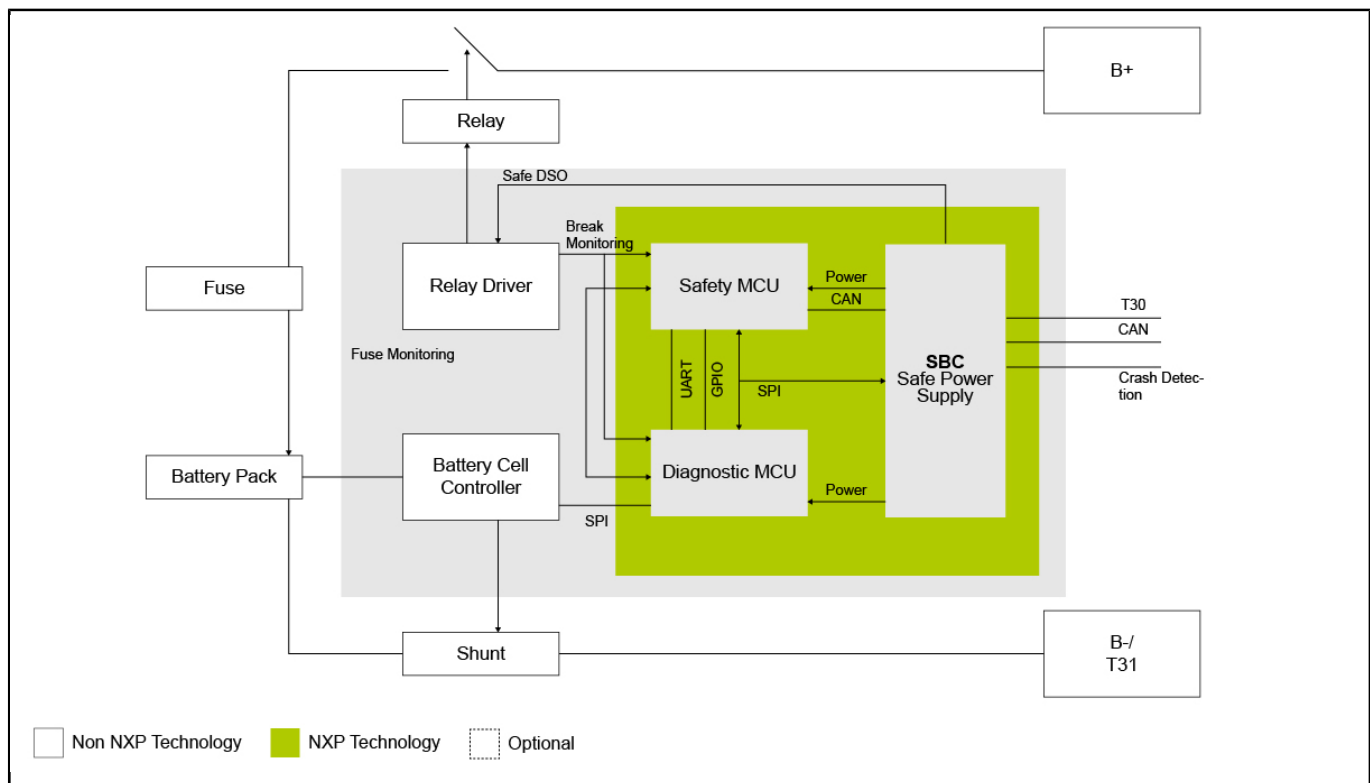 B+
Relay
Safe DSO
Break
Monitoring
Relay Driver
Safety MCU
Power
CAN
Fuse
Fuse Monitoring
UART
GPIO
SPI
SBC
Safe Power
Supply
T30
CAN
Crash Detec-
tion
Battery Pack
Battery Cell
Controller
SPI
Diagnostic MCU
Power
Shunt
B-/
T31
Non NXP Technology
NXP Technology
Optional